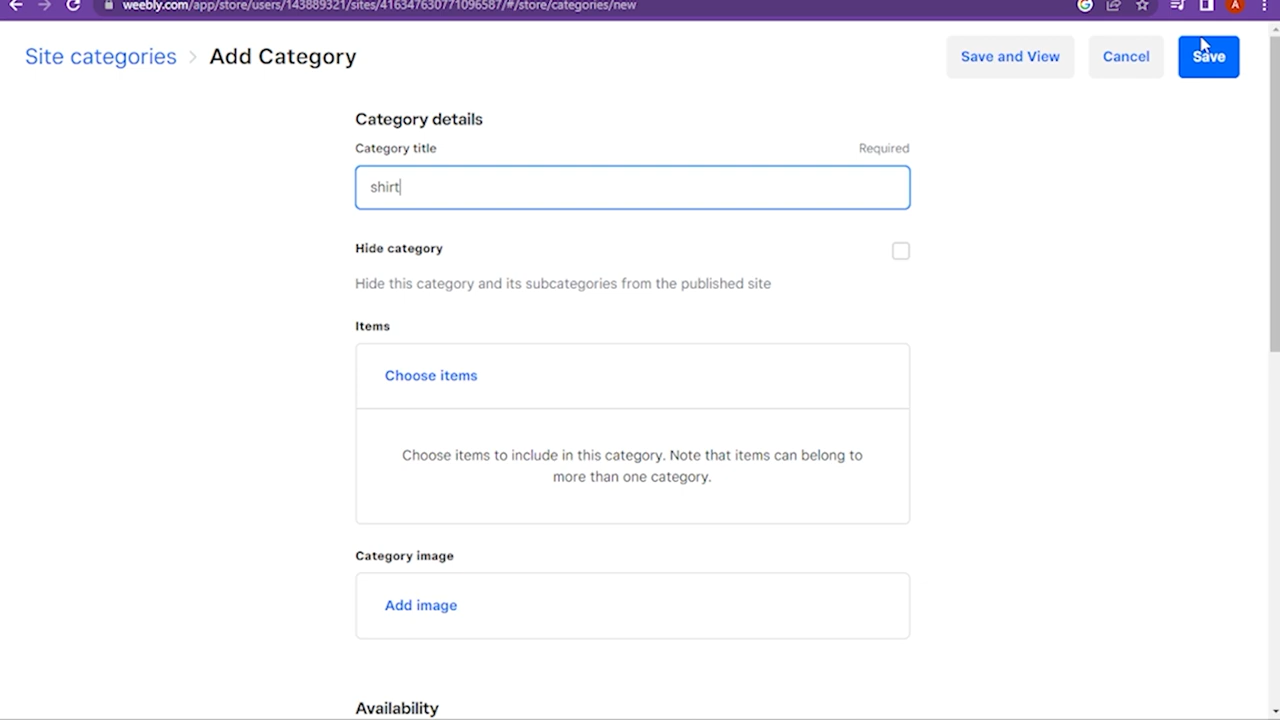 weebly.com/app/store/users/143889321/sites/416347630771096587/#/store/categories/new
A
Site categories > Add Category
Save and View
Cancel
Save
Category details
Category title
Required
shirt
Hide category
Hide this category and its subcategories from the published site
Items
Choose items
Choose items to include in this category. Note that items can belong to
more than one category.
Category image
Add image
Availability